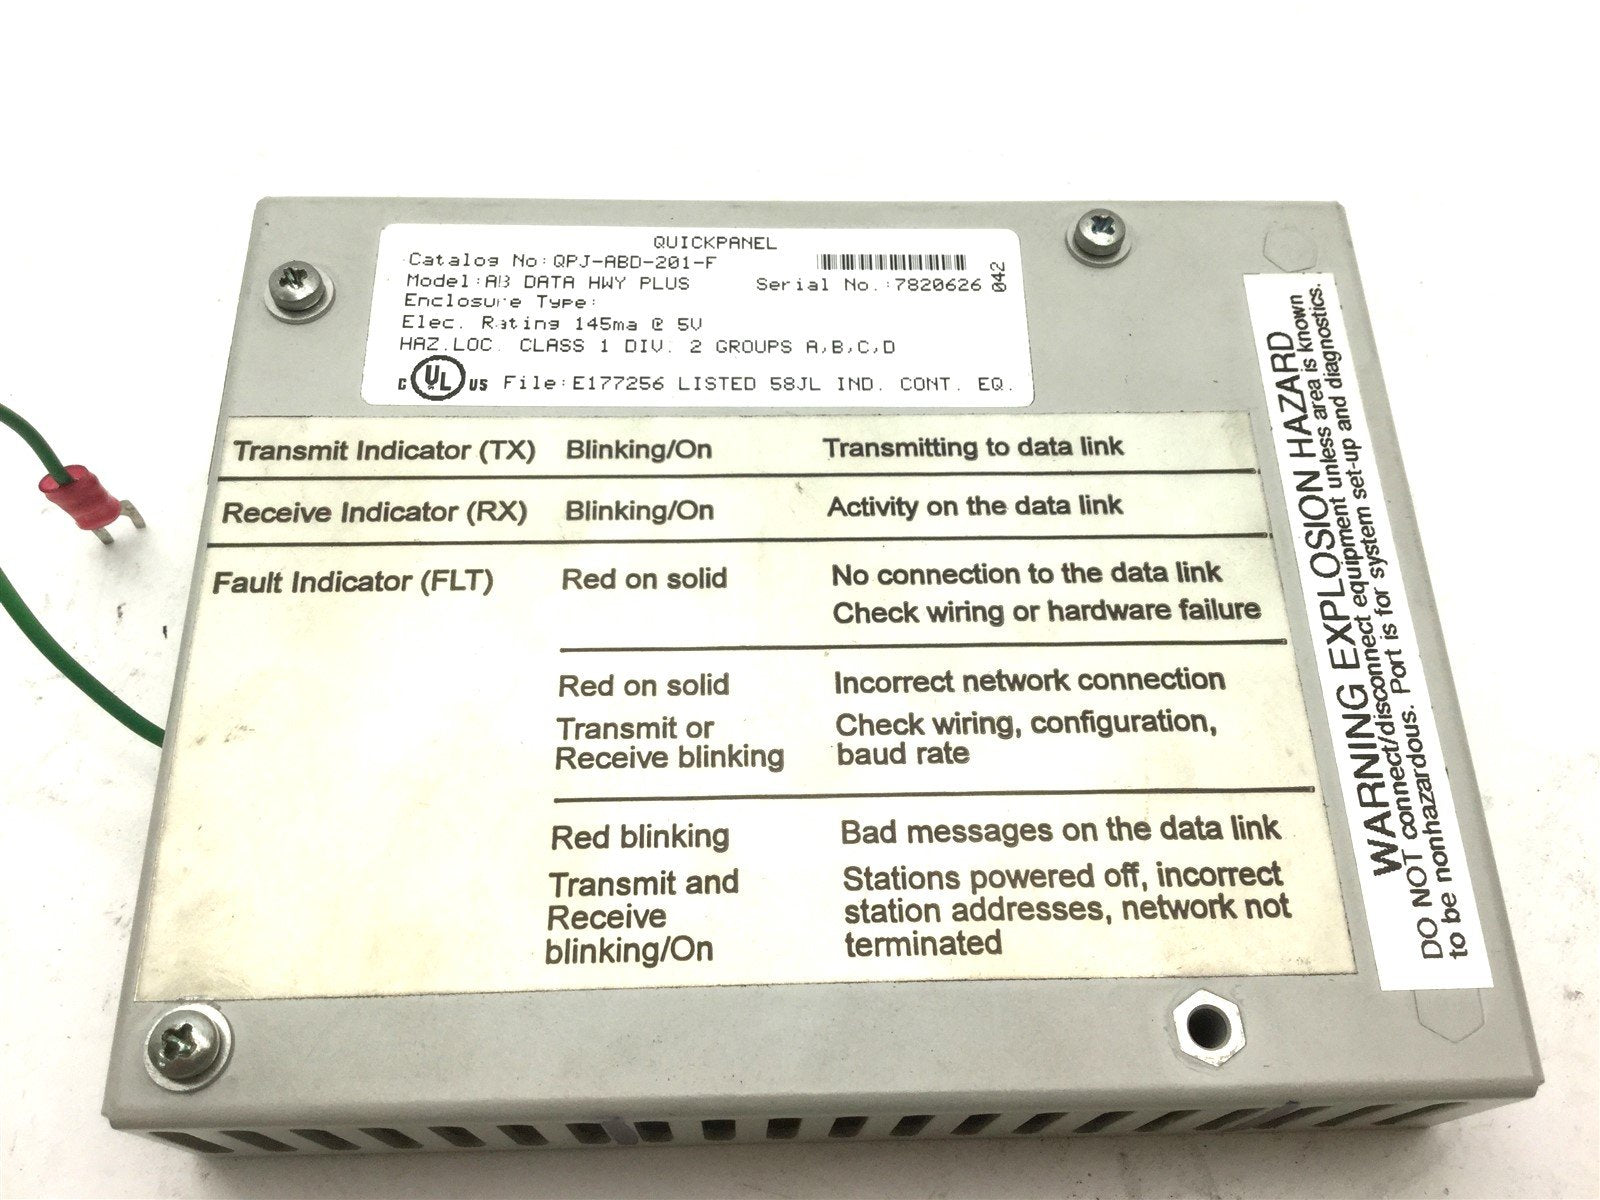 QUICKPANEL
Catalog No:QPJ-ABD-201-F
Model:AB DATA HWY PLUS Serial No.:7820626 042
Enclosure Type:
Elec. Rating 145ma @ 5V
HAZ.LOC. CLASS 1 DIV. 2 GROUPS A,B,C,D
C UL US File:E177256 LISTED 58JL IND. CONT. EQ.
Transmit Indicator (TX) Blinking/On Transmitting to data link
Receive Indicator (RX) Blinking/On Activity on the data link
Fault Indicator (FLT) Red on solid No connection to the data link
Check wiring or hardware failure
Red on solid Incorrect network connection
Transmit or Check wiring, configuration,
Receive blinking baud rate
Red blinking Bad messages on the data link
Transmit and Stations powered off, incorrect
Receive station addresses, network not
blinking/On terminated
WARNING EXPLOSION HAZARD
DO NOT connect/disconnect equipment unless area is known
to be nonhazardous. Port is for system set-up and diagnostics.